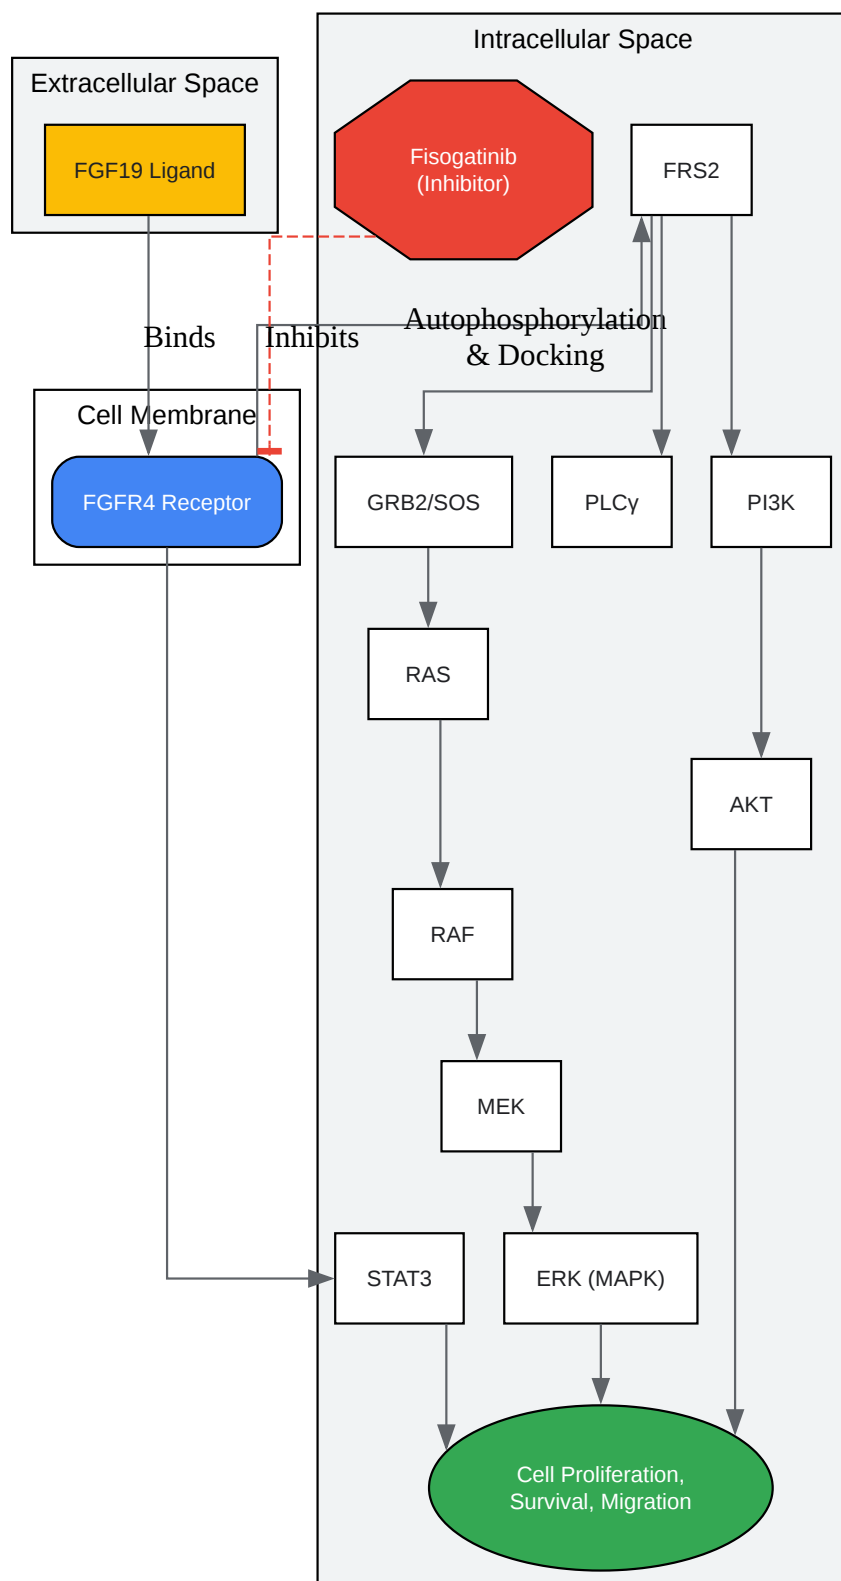 Intracellular Space
Extracellular Space
FGF19 Ligand
Fisogatinib
(Inhibitor)
FRS2
Binds
Inhibits
Autophosphorylation
& Docking
Cell Membrane
FGFR4 Receptor
GRB2/SOS
PLCγ
PI3K
RAS
AKT
RAF
MEK
STAT3
ERK (MAPK)
Cell Proliferation,
Survival, Migration